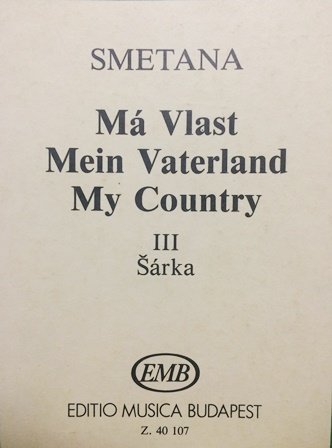 SMETANA
Má Vlast
Mein Vaterland
My Country
III
Šárka
EMB
EDITIO MUSICA BUDAPEST
Z. 40 107